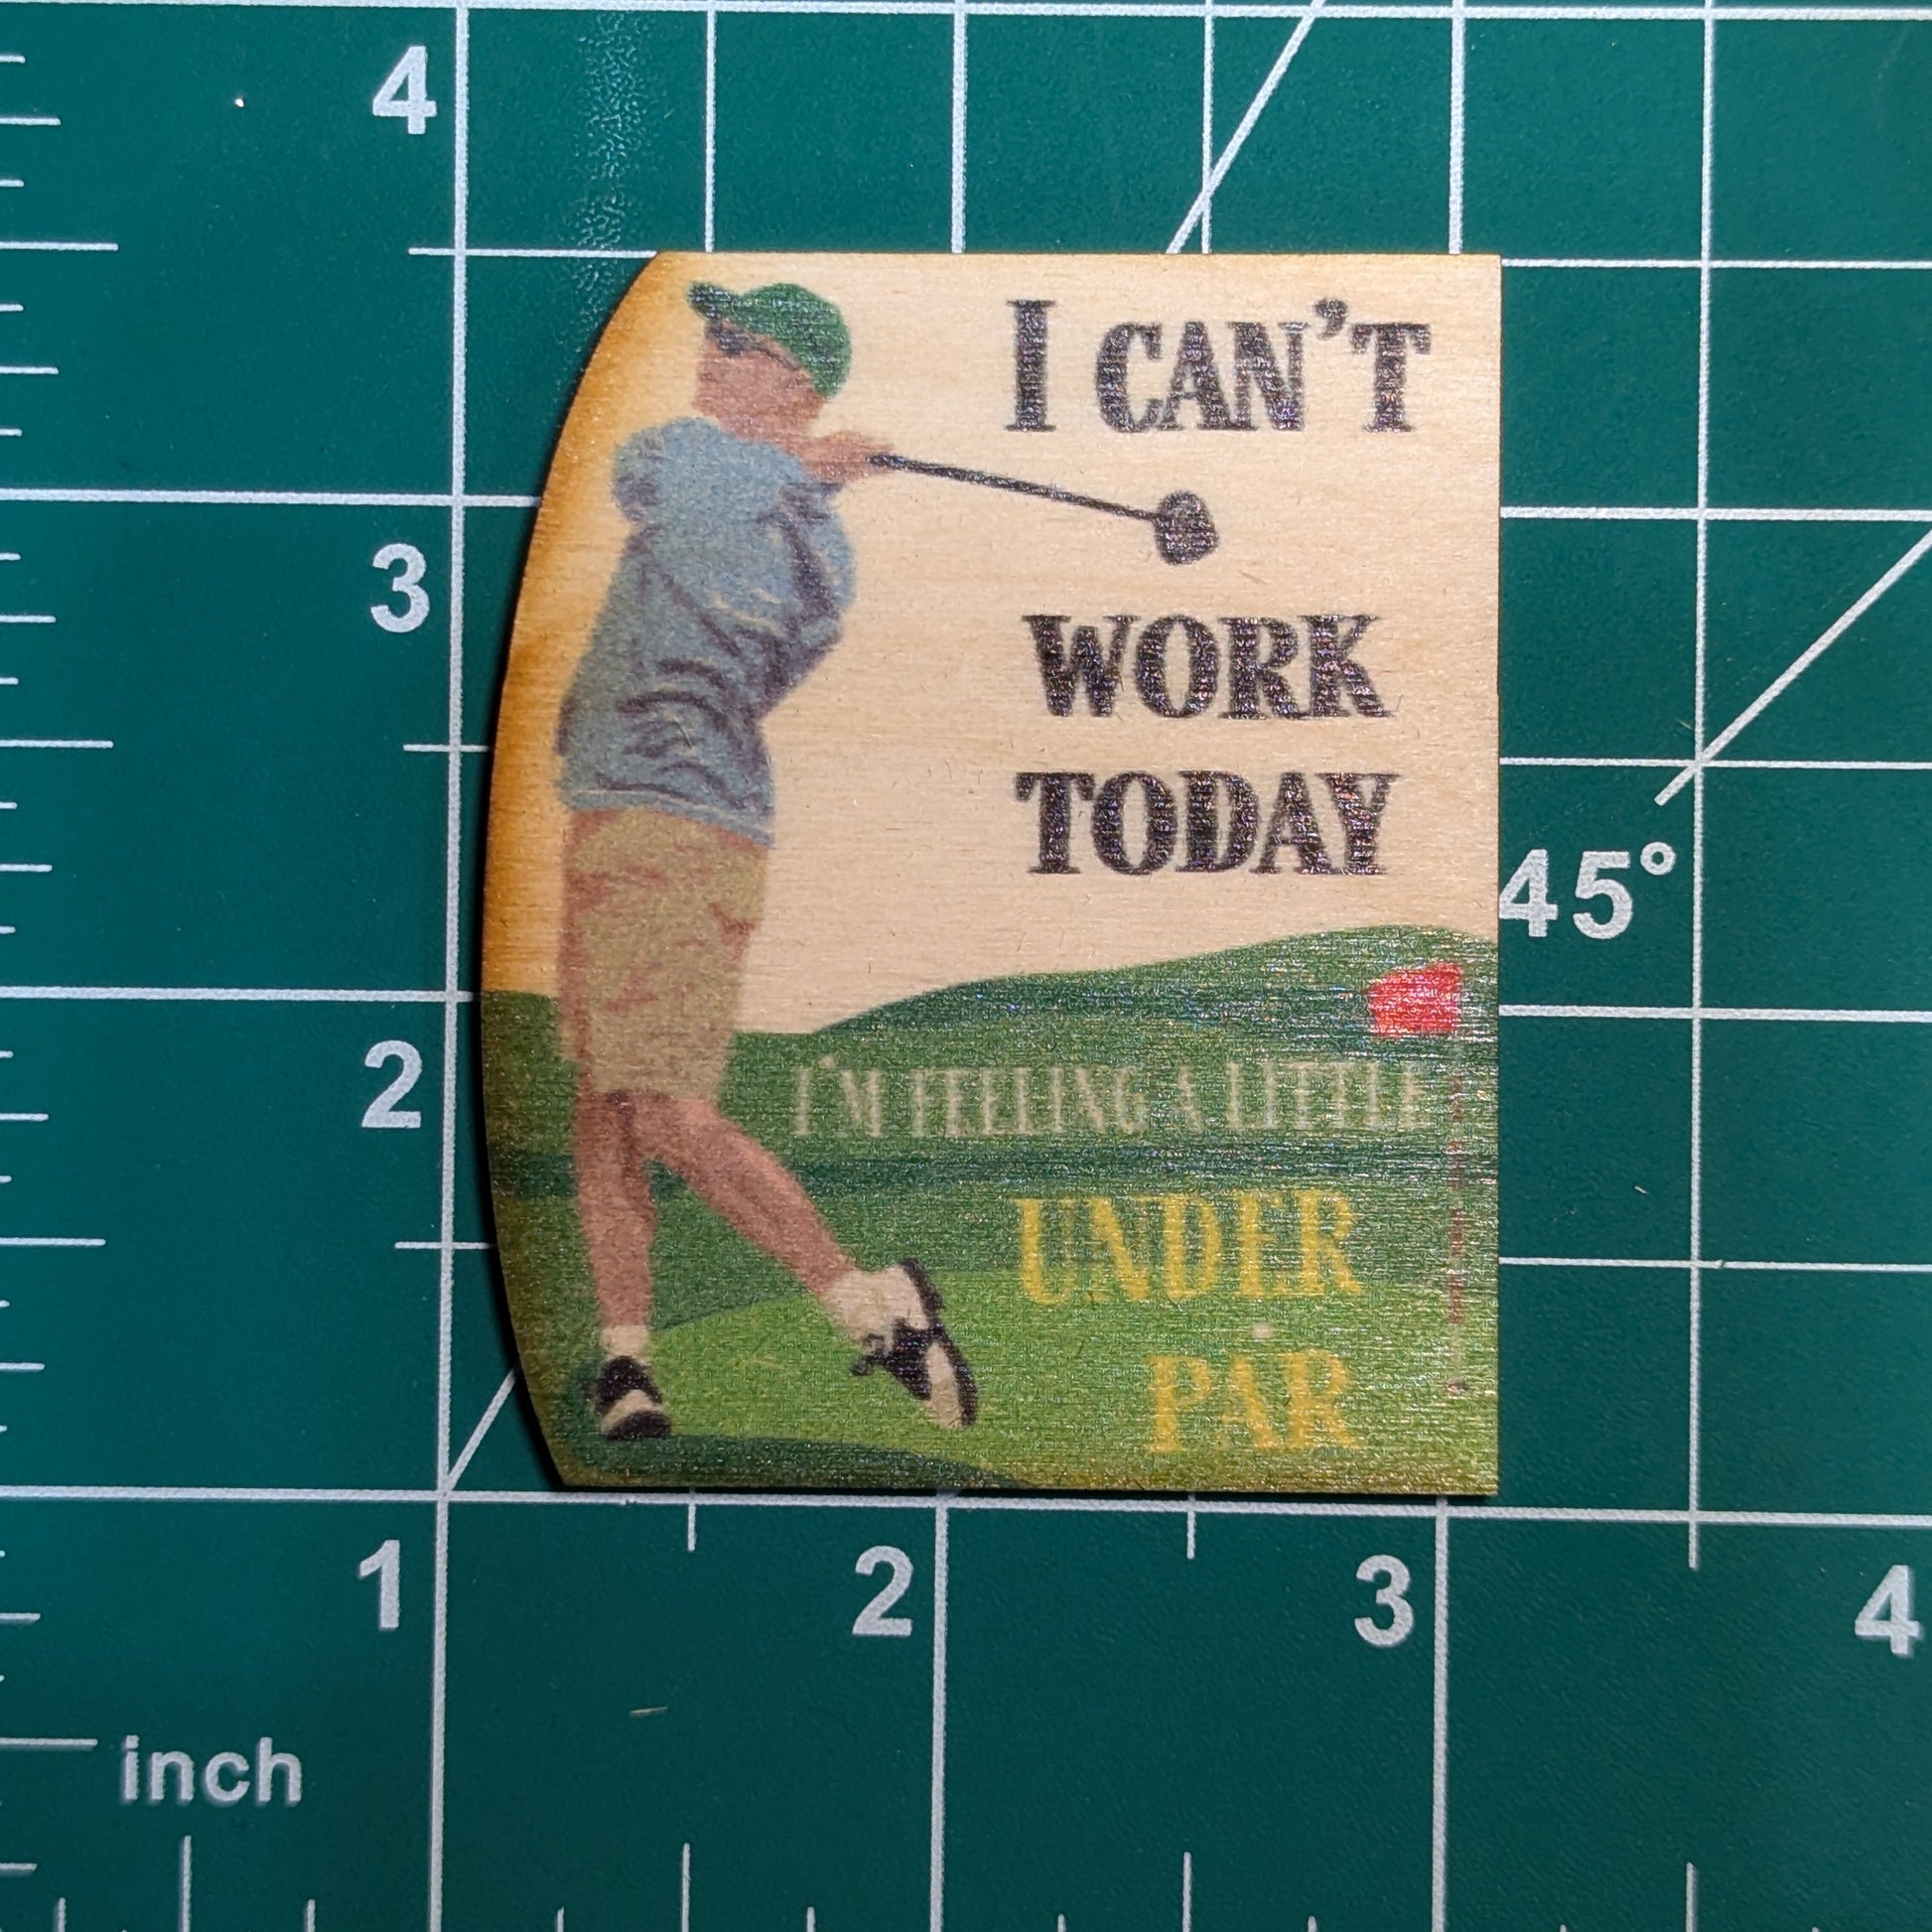 4
I CAN'T
3
WORK
TODAY
45°
2
I'M FEELING A LITTLE
UNDER
PAR
1 2 3 4
inch